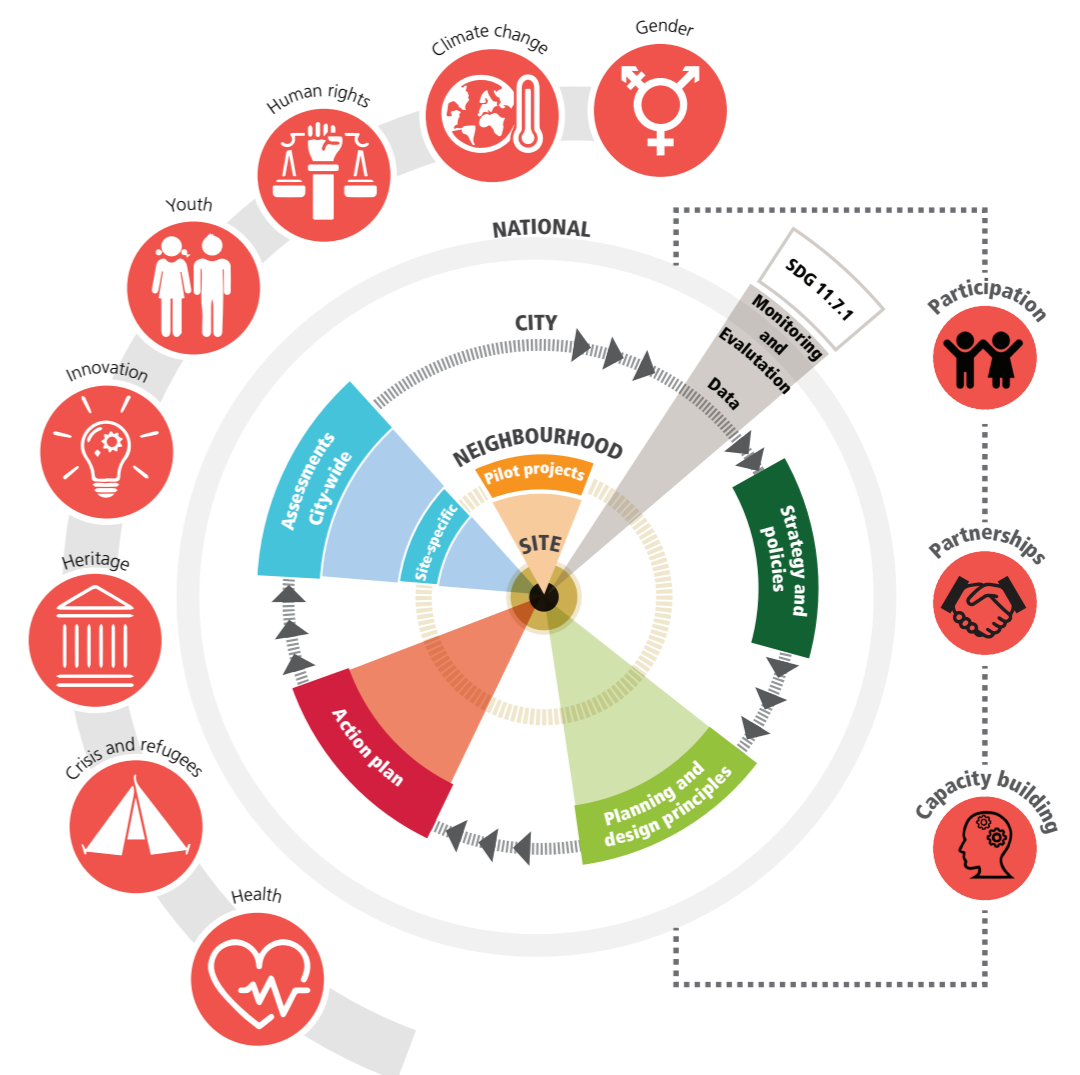 Gender
Climate change
Human rights
Youth
Innovation
Heritage
Crisis and refugees
Health
NATIONAL
CITY
NEIGHBOURHOOD
SITE
SDG 11.7.1
Monitoring
and
Evalutation
Data
Pilot projects
Assessments
City-wide
Site-specific
Strategy and
policies
Planning and
design principles
Action plan
Participation
Partnerships
Capacity building